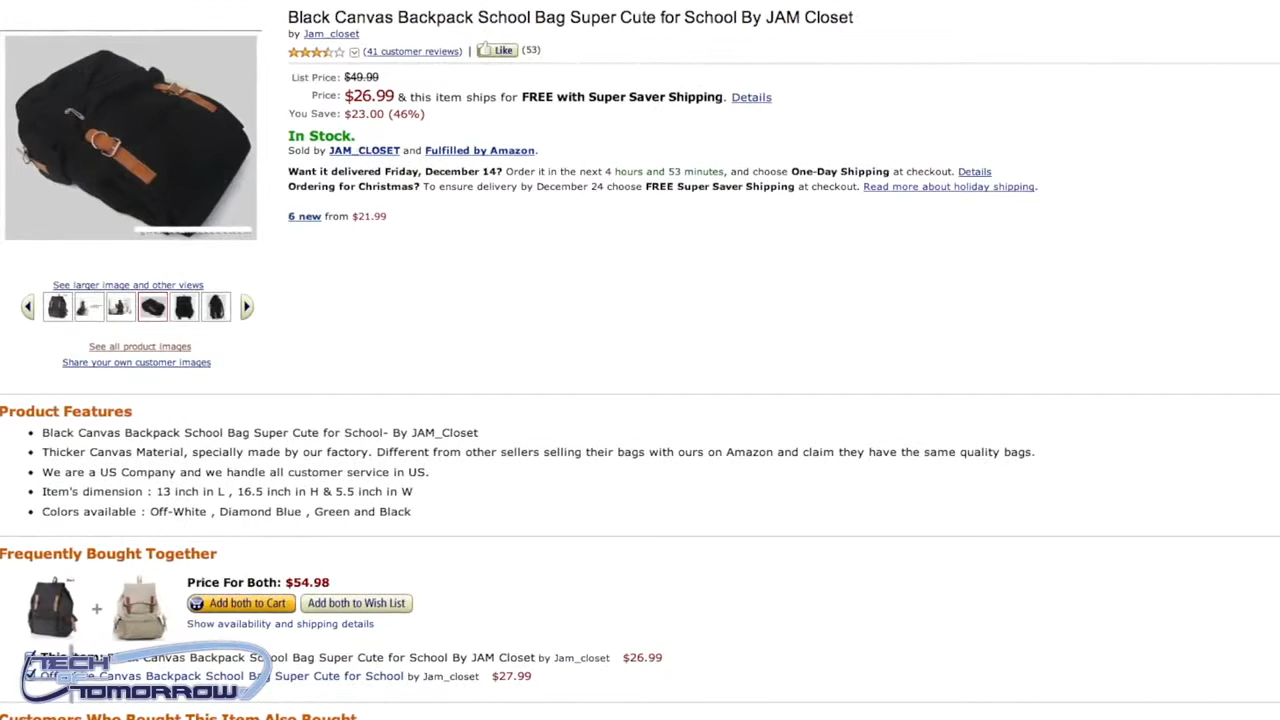 Black Canvas Backpack School Bag Super Cute for School By JAM Closet
by Jam_closet
(41 customer reviews) | Like (53)
List Price: $49.99
Price: $26.99 & this item ships for FREE with Super Saver Shipping. Details
You Save: $23.00 (46%)
In Stock.
Sold by JAM_CLOSET and Fulfilled by Amazon.
Want it delivered Friday, December 14? Order it in the next 4 hours and 53 minutes, and choose One-Day Shipping at checkout. Details
Ordering for Christmas? To ensure delivery by December 24 choose FREE Super Saver Shipping at checkout. Read more about holiday shipping.
6 new from $21.99
See larger image and other views
See all product images
Share your own customer images
Product Features
Black Canvas Backpack School Bag Super Cute for School- By JAM_Closet
Thicker Canvas Material, specially made by our factory. Different from other sellers selling their bags with ours on Amazon and claim they have the same quality bags.
We are a US Company and we handle all customer service in US.
Item's dimension : 13 inch in L , 16.5 inch in H & 5.5 inch in W
Colors available : Off-White , Diamond Blue , Green and Black
Frequently Bought Together
Price For Both: $54.98
Add both to Cart Add both to Wish List
Show availability and shipping details
This item: Black Canvas Backpack School Bag Super Cute for School By JAM Closet by Jam_closet $26.99
Canvas Backpack School Bag Super Cute for School by Jam_closet $27.99
TECH OF TOMORROW
Customers Who Bought This Item Also Bought